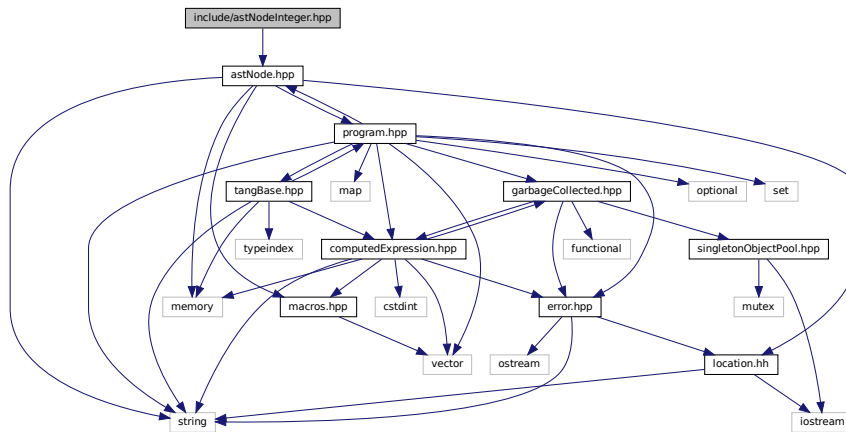 include/astNodeInteger.hpp
astNode.hpp
program.hpp
tangBase.hpp
map
garbageCollected.hpp
optional
set
typeindex
computedExpression.hpp
functional
singletonObjectPool.hpp
memory
macros.hpp
cstdint
error.hpp
mutex
vector
ostream
location.hh
string
iostream